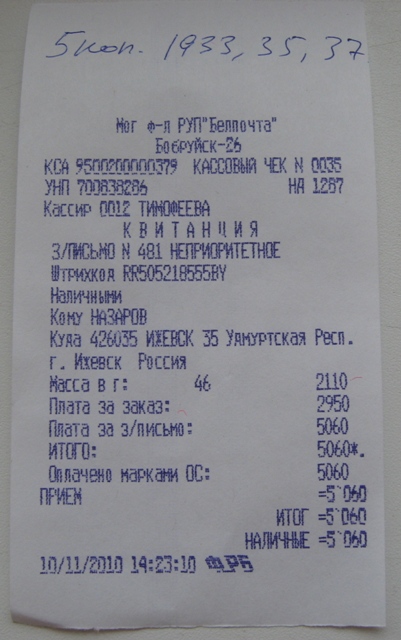 5 коп. 1933, 35, 37
Мог ф-л РУП"Белпочта"
Бобруйск-26
КСА 9500200000379 КАССОВЫЙ ЧЕК N 0035
УНП 700838286 НД 1287
Кассир 0012 ТИМОФЕЕВА
К В И Т А Н Ц И Я
З/ПИСЬМО N 481 НЕПРИОРИТЕТНОЕ
Штрихкод RR505218555BY
Наличными
Кому НАЗАРОВ
Куда 426035 ИЖЕВСК 35 Удмуртская Респ.
г. Ижевск Россия
Масса в г: 46 2110
Плата за заказ: 2950
Плата за з/письмо: 5060
ИТОГО: 5060*.
Оплачено марками ОС: 5060
ПРИЕМ =5`060
ИТОГ =5`060
НАЛИЧНЫЕ =5`060
10/11/2010 14:23:10